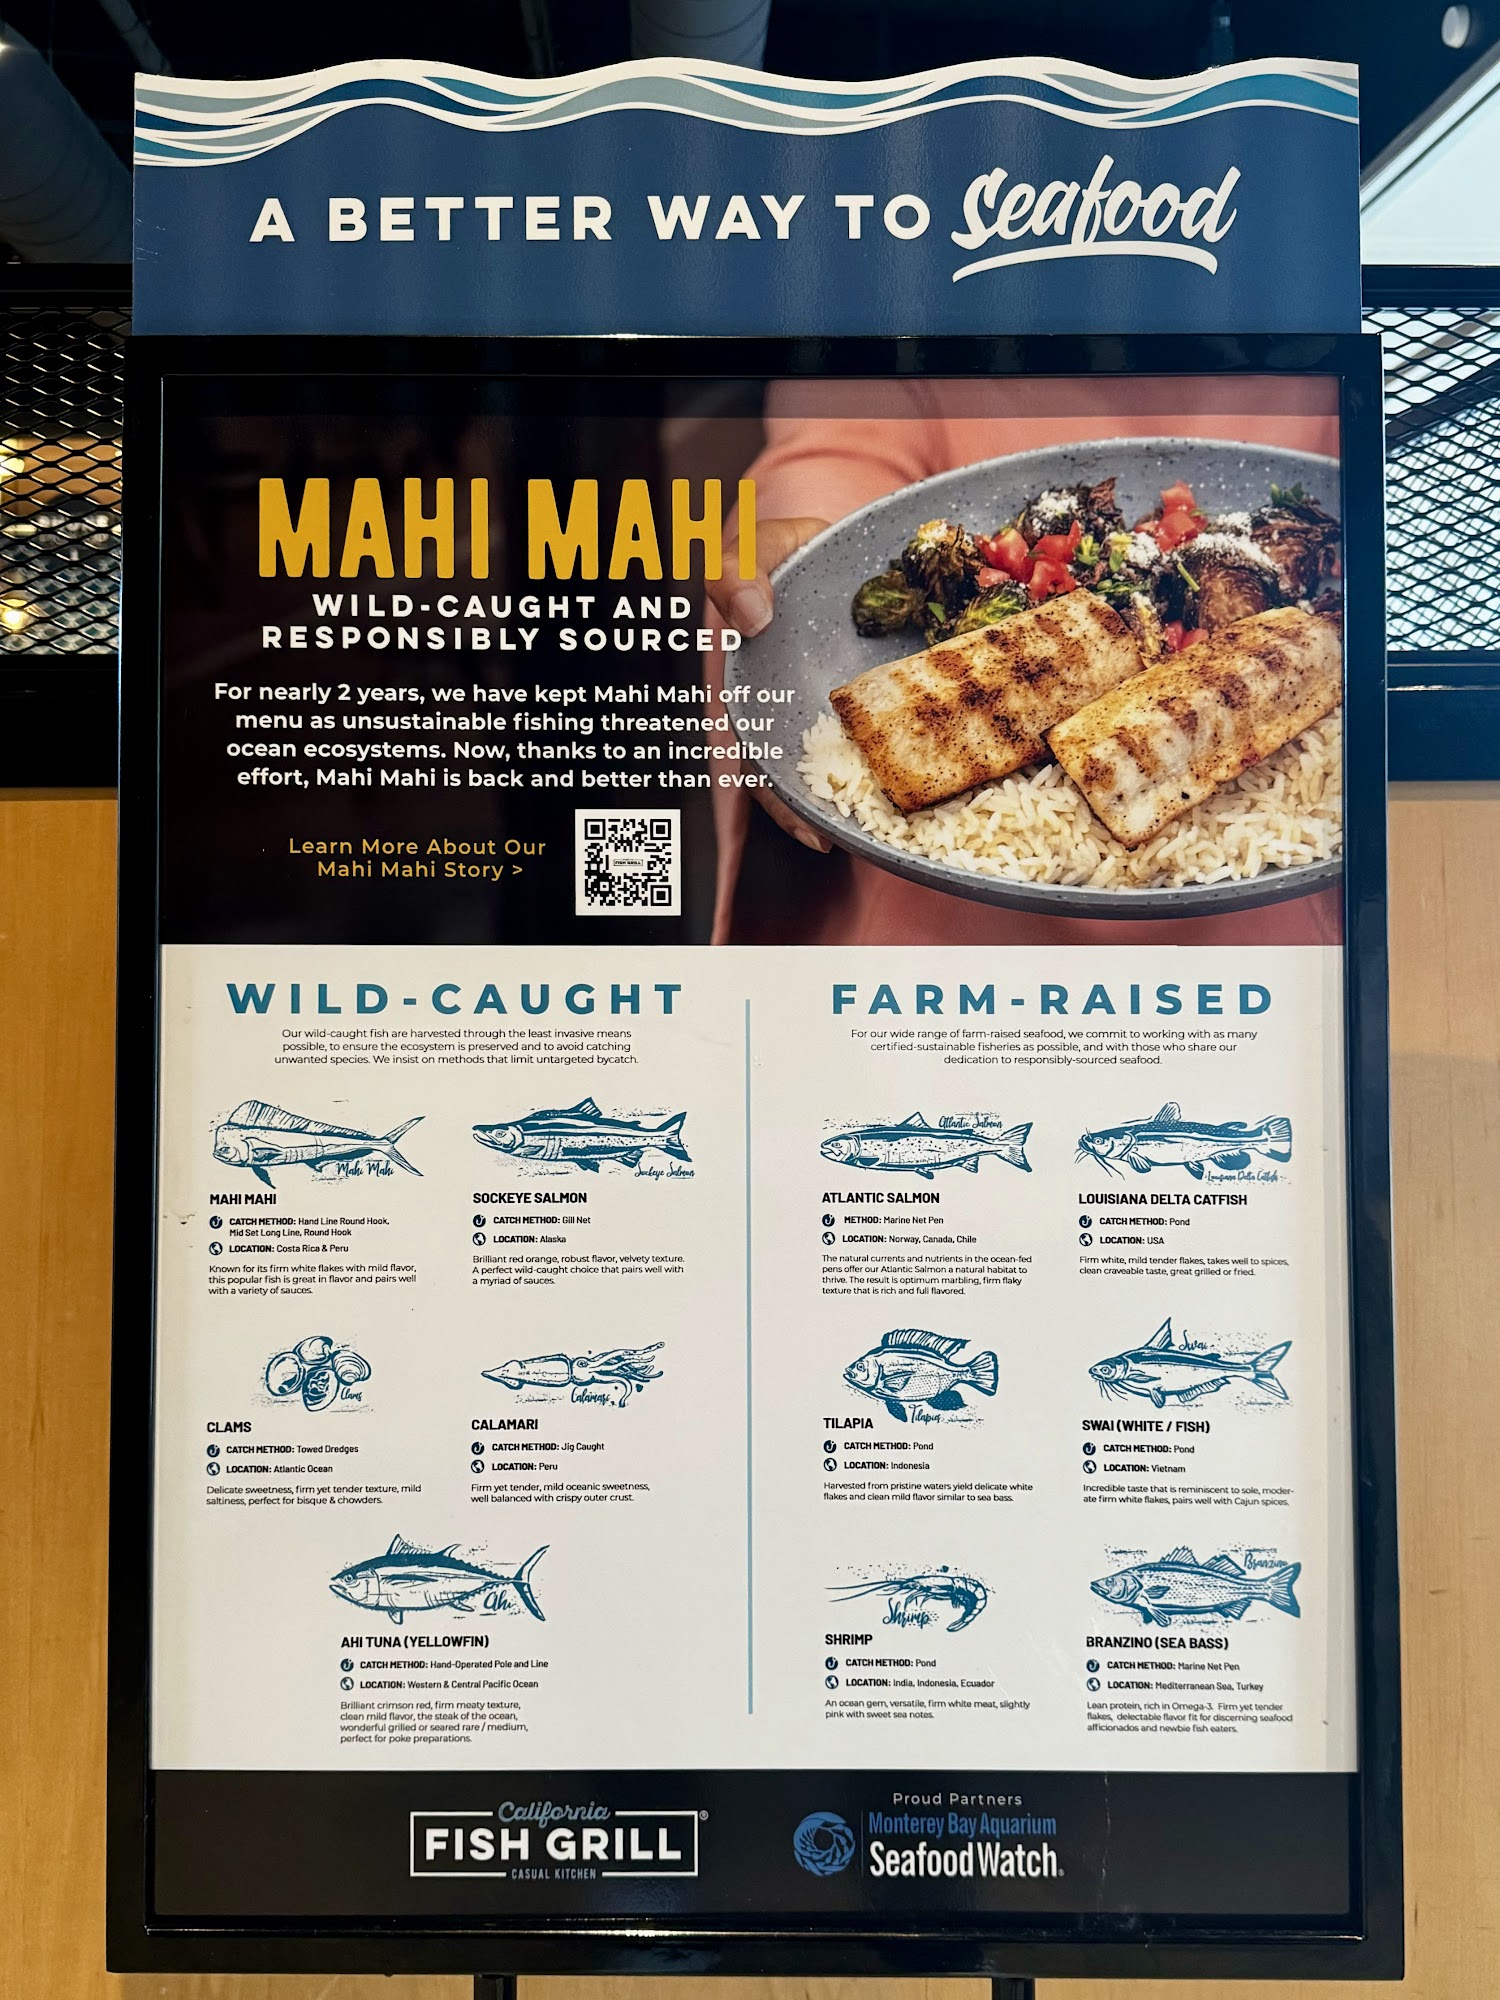 A BETTER WAY TO Seafood
MAHI MAHI
WILD-CAUGHT AND
RESPONSIBLY SOURCED
For nearly 2 years, we have kept Mahi Mahi off our
menu as unsustainable fishing threatened our
ocean ecosystems. Now, thanks to an incredible
effort, Mahi Mahi is back and better than ever.
Learn More About Our
Mahi Mahi Story >
FISH GRILL
WILD-CAUGHT
Our wild-caught fish are harvested through the least invasive means
possible, to ensure the ecosystem is preserved and to avoid catching
unwanted species. We insist on methods that limit untargeted bycatch.
Mahi Mahi
MAHI MAHI
CATCH METHOD: Hand Line Round Hook,
Mid Set Long Line, Round Hook
LOCATION: Costa Rica & Peru
Known for its firm white flakes with mild flavor,
this popular fish is great in flavor and pairs well
with a variety of sauces.
Sockeye Salmon
SOCKEYE SALMON
CATCH METHOD: Gill Net
LOCATION: Alaska
Brilliant red orange, robust flavor, velvety texture.
A perfect wild-caught choice that pairs well with
a myriad of sauces.
Clams
CLAMS
CATCH METHOD: Towed Dredges
LOCATION: Atlantic Ocean
Delicate sweetness, firm yet tender texture, mild
saltiness, perfect for bisque & chowders.
Calamari
CALAMARI
CATCH METHOD: Jig Caught
LOCATION: Peru
Firm yet tender, mild oceanic sweetness,
well balanced with crispy outer crust.
Ahi
AHI TUNA (YELLOWFIN)
CATCH METHOD: Hand-Operated Pole and Line
LOCATION: Western & Central Pacific Ocean
Brilliant crimson red, firm meaty texture,
clean mild flavor, the steak of the ocean,
wonderful grilled or seared rare / medium,
perfect for poke preparations.
FARM-RAISED
For our wide range of farm-raised seafood, we commit to working with as many
certified-sustainable fisheries as possible, and with those who share our
dedication to responsibly-sourced seafood.
Atlantic Salmon
ATLANTIC SALMON
METHOD: Marine Net Pen
LOCATION: Norway, Canada, Chile
The natural currents and nutrients in the ocean-fed
pens offer our Atlantic Salmon a natural habitat to
thrive. The result is optimum marbling, firm flaky
texture that is rich and full flavored.
Louisiana Delta Catfish
LOUISIANA DELTA CATFISH
CATCH METHOD: Pond
LOCATION: USA
Firm white, mild tender flakes, takes well to spices,
clean craveable taste, great grilled or fried.
Tilapia
TILAPIA
CATCH METHOD: Pond
LOCATION: Indonesia
Harvested from pristine waters yield delicate white
flakes and clean mild flavor similar to sea bass.
Swai
SWAI (WHITE / FISH)
CATCH METHOD: Pond
LOCATION: Vietnam
Incredible taste that is reminiscent to sole, moder-
ate firm white flakes, pairs well with Cajun spices.
Shrimp
SHRIMP
CATCH METHOD: Pond
LOCATION: India, Indonesia, Ecuador
An ocean gem, versatile, firm white meat, slightly
pink with sweet sea notes.
Branzino
BRANZINO (SEA BASS)
CATCH METHOD: Marine Net Pen
LOCATION: Mediterranean Sea, Turkey
Lean protein, rich in Omega-3. Firm yet tender
flakes, delectable flavor fit for discerning seafood
afficionados and newbie fish eaters.
California
FISH GRILL®
CASUAL KITCHEN
Proud Partners
Monterey Bay Aquarium
Seafood Watch®